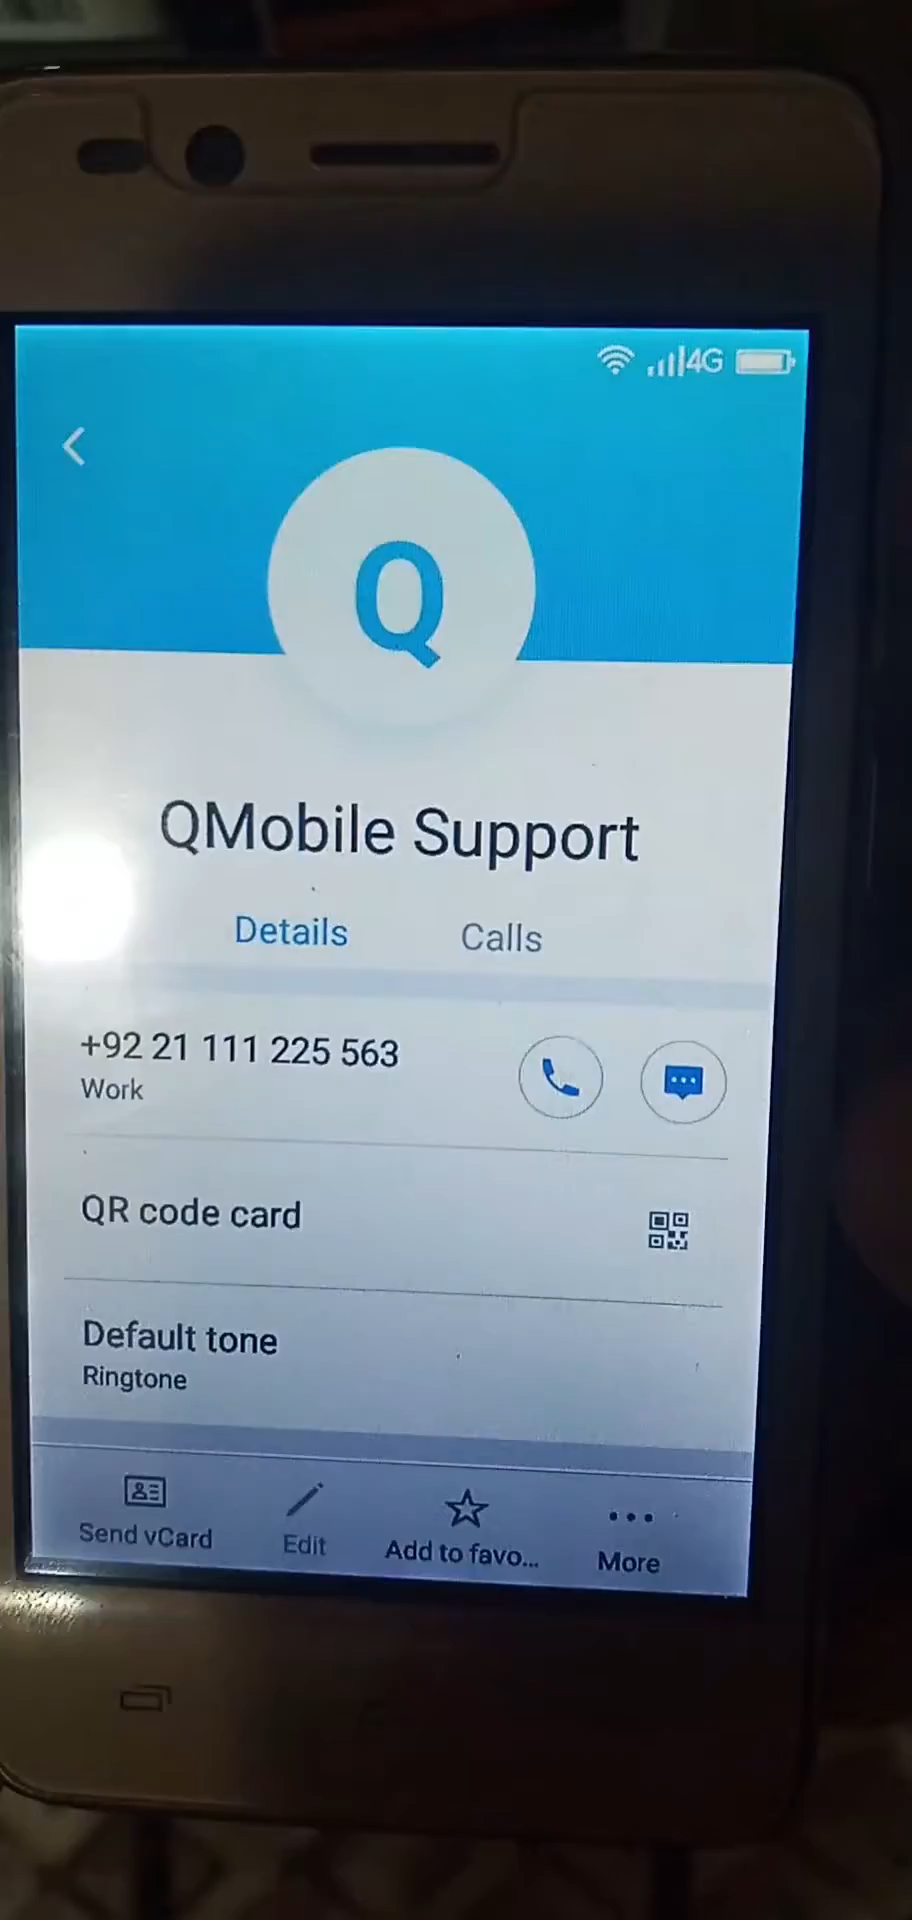 4G
Q
QMobile Support
Details Calls
+92 21 111 225 563
Work
QR code card
Default tone
Ringtone
Send vCard Edit Add to favo... More